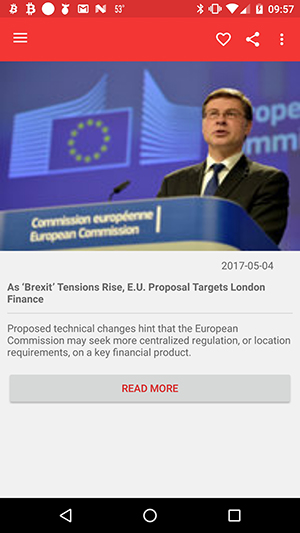 53°
09:57
Commission européenne
European Commission
2017-05-04
As ‘Brexit’ Tensions Rise, E.U. Proposal Targets London
Finance
Proposed technical changes hint that the European
Commission may seek more centralized regulation, or location
requirements, on a key financial product.
READ MORE